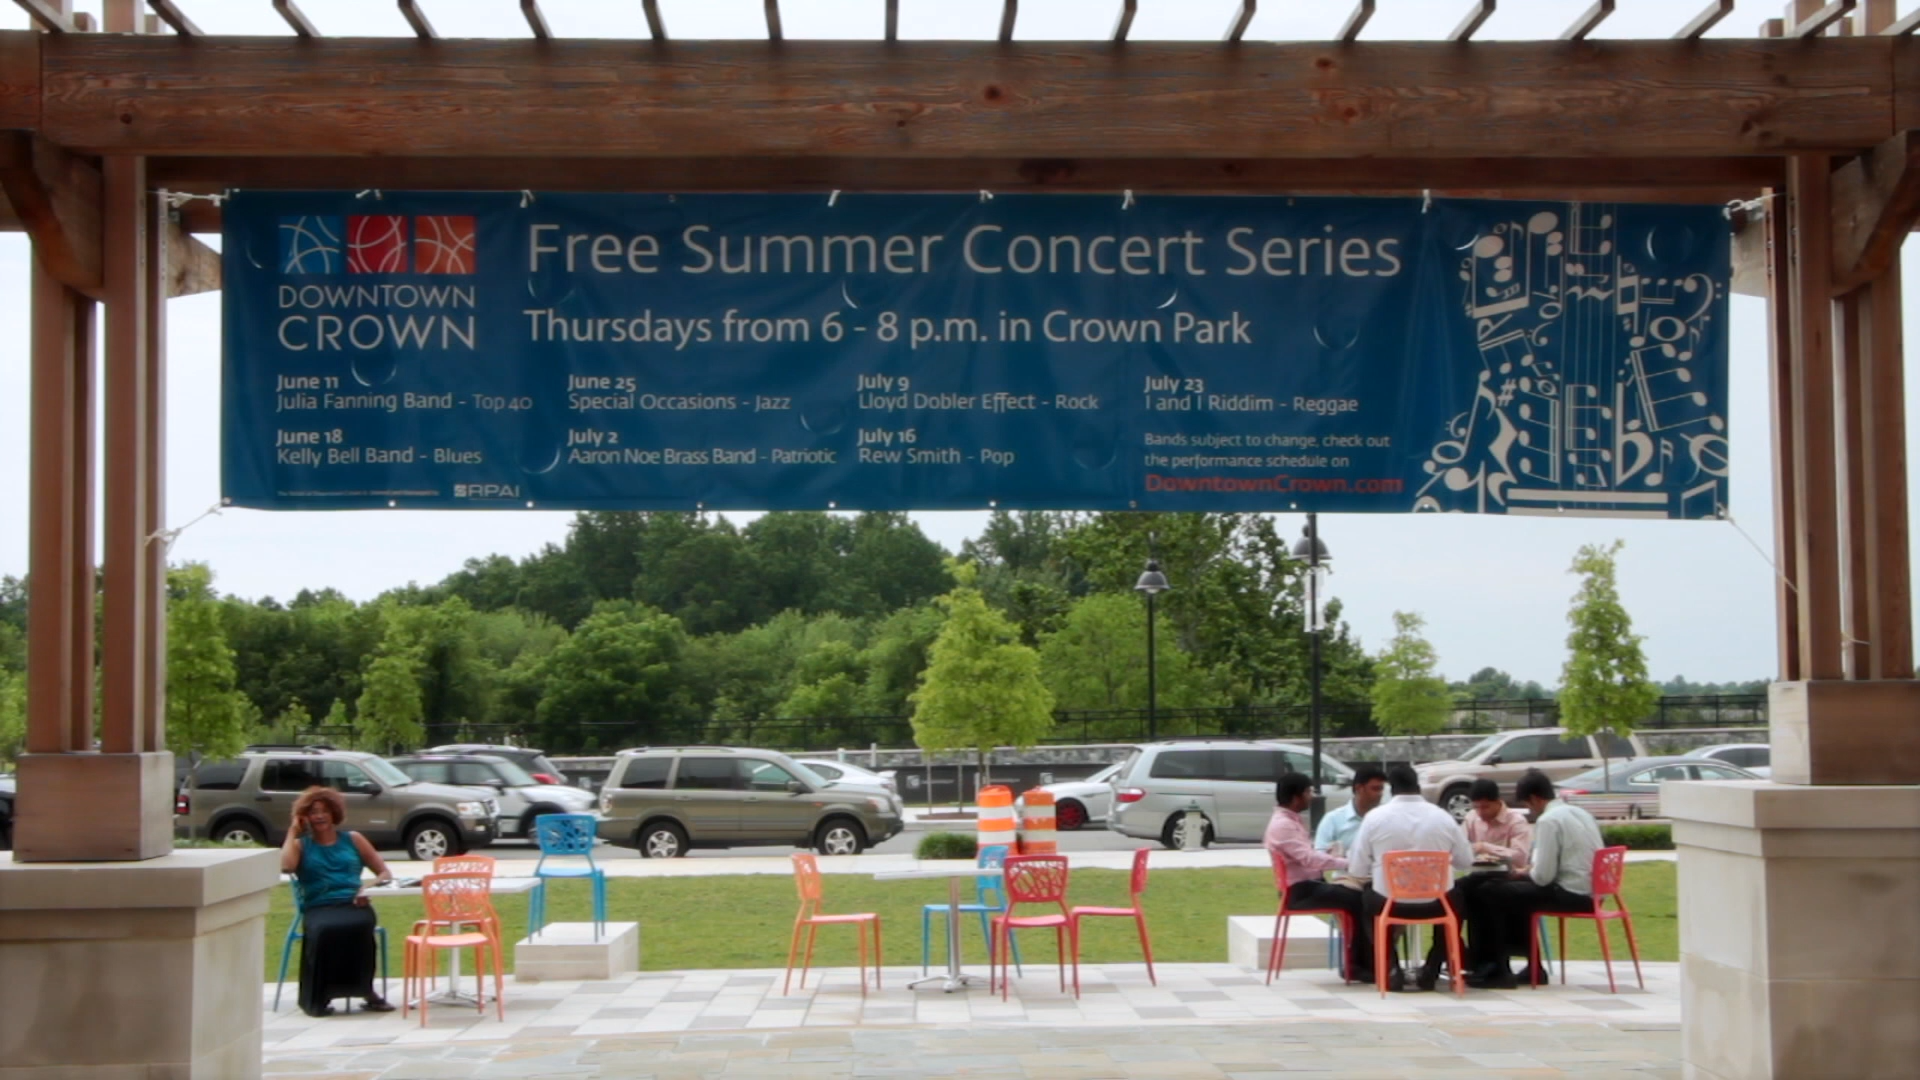 DOWNTOWN
CROWN
Free Summer Concert Series
Thursdays from 6 - 8 p.m. in Crown Park
June 11
Julia Fanning Band - Top 40
June 18
Kelly Bell Band - Blues
June 25
Special Occasions - Jazz
July 2
Aaron Noe Brass Band - Patriotic
July 9
Lloyd Dobler Effect - Rock
July 16
Rew Smith - Pop
July 23
I and I Riddim - Reggae
Bands subject to change, check out
the performance schedule on
DowntownCrown.com
RPAI